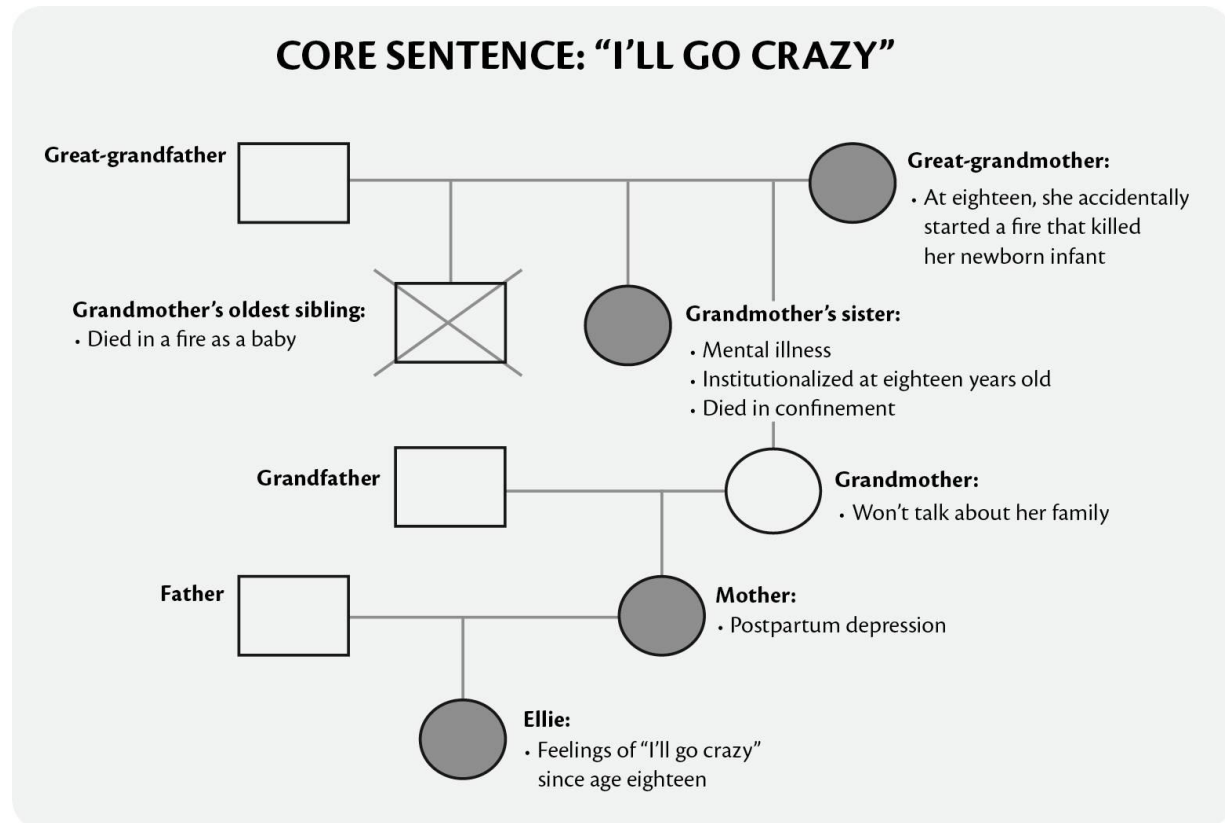 CORE SENTENCE: “I’LL GO CRAZY”
Great-grandfather
Great-grandmother:
• At eighteen, she accidentally
started a fire that killed
her newborn infant
Grandmother’s oldest sibling:
• Died in a fire as a baby
Grandmother’s sister:
• Mental illness
• Institutionalized at eighteen years old
• Died in confinement
Grandfather
Grandmother:
• Won’t talk about her family
Father
Mother:
• Postpartum depression
Ellie:
• Feelings of “I’ll go crazy”
since age eighteen